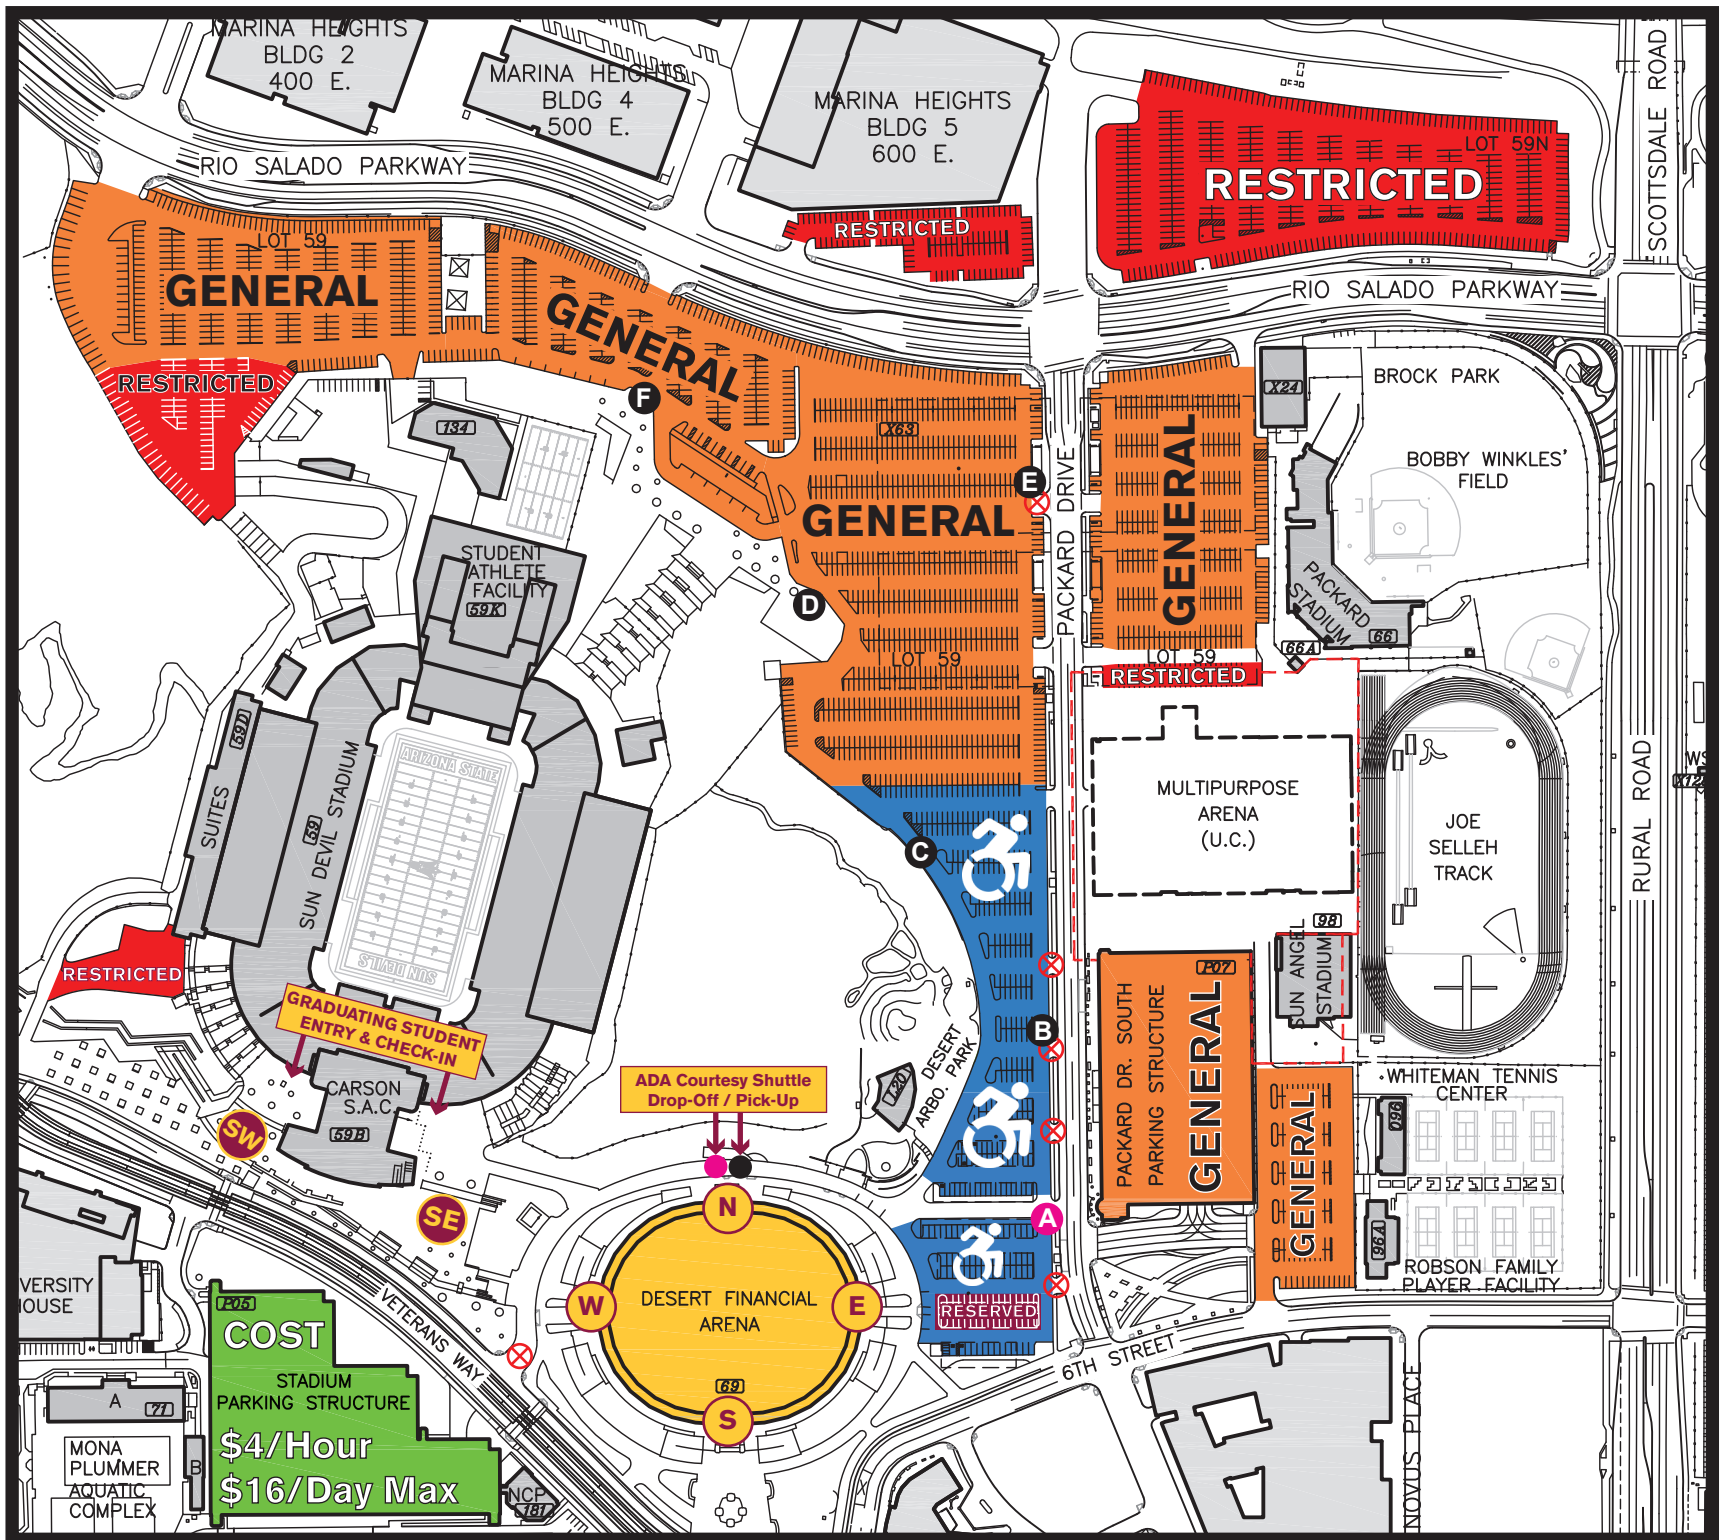 MARINA HEIGHTS
BLDG 2
400 E.
MARINA HEIGHTS
BLDG 4
500 E.
MARINA HEIGHTS
BLDG 5
600 E.
RIO SALADO PARKWAY
LOT 59N
RESTRICTED
SCOTTSDALE ROAD
RESTRICTED
RIO SALADO PARKWAY
LOT 59
GENERAL
GENERAL
RESTRICTED
F
134
X63
E
GENERAL
PACKARD DRIVE
GENERAL
X24
BROCK PARK
BOBBY WINKLES'
FIELD
PACKARD
STADIUM
66
66A
STUDENT
ATHLETE
FACILITY
59K
D
LOT 59
LOT 59
RESTRICTED
59D
SUITES
59
SUN DEVIL STADIUM
ARIZONA STATE
SUN DEVILS
MULTIPURPOSE
ARENA
(U.C.)
JOE
SELLEH
TRACK
RURAL ROAD
WS
X12
C
RESTRICTED
GRADUATING STUDENT
ENTRY & CHECK-IN
CARSON
S.A.C.
59B
SW
SE
ADA Courtesy Shuttle
Drop-Off / Pick-Up
120
DESERT
ARBO. PARK
B
P07
PACKARD DR. SOUTH
PARKING STRUCTURE
GENERAL
98
SUN ANGEL
STADIUM
GENERAL
WHITEMAN TENNIS
CENTER
096
96A
ROBSON FAMILY
PLAYER FACILITY
A
RESERVED
N
W
E
S
DESERT FINANCIAL
ARENA
69
VERSITY
HOUSE
P05
COST
STADIUM
PARKING STRUCTURE
$4/Hour
$16/Day Max
VETERANS WAY
6TH STREET
NOVUS PLACE
A
71
B
MONA
PLUMMER
AQUATIC
COMPLEX
NCP
181